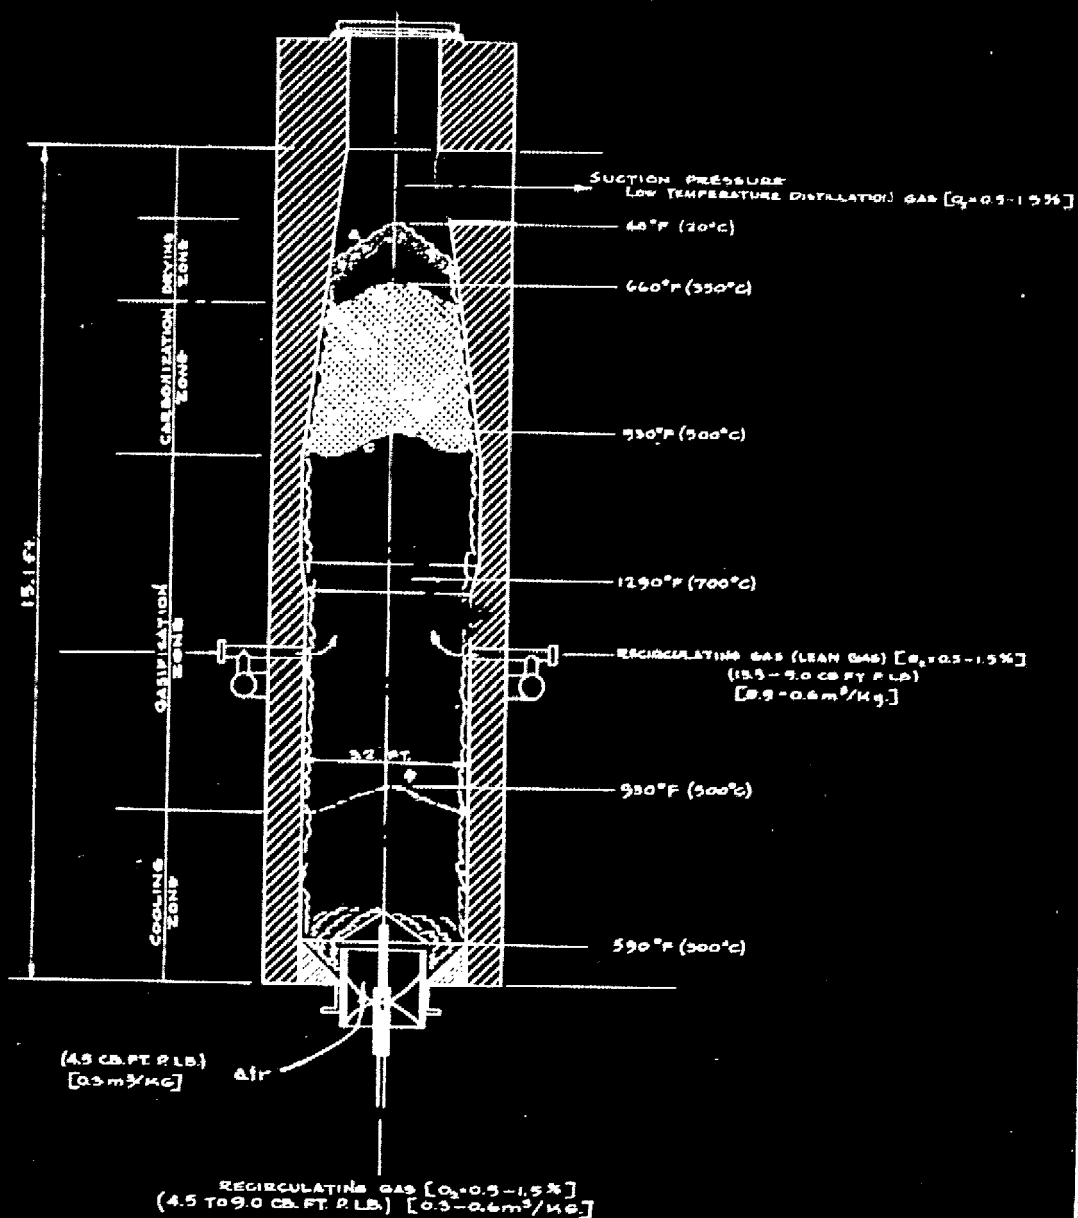 SUCTION PRESSURE
LOW TEMPERATURE DISTILLATION GAS [O₂=0.5-1.5%]
68°F (20°C)
660°F (350°C)
930°F (500°C)
1290°F (700°C)
RECIRCULATING GAS (LEAN GAS) [O₂=0.5-1.5%]
(13.5-9.0 CB FT P. LB)
[0.9-0.6m³/Kg.]
930°F (500°C)
590°F (300°C)
DRYING
ZONE
CARBONIZATION
ZONE
GASIFICATION
ZONE
COOLING
ZONE
15.1 Ft.
A
C
3.2 FT.
(4.5 CB. FT. P. LB.)
[0.3 m³/KG]
Air
RECIRCULATING GAS [O₂=0.5-1.5%]
(4.5 TO 9.0 CB. FT. P. LB.) [0.3-0.6m³/KG.]